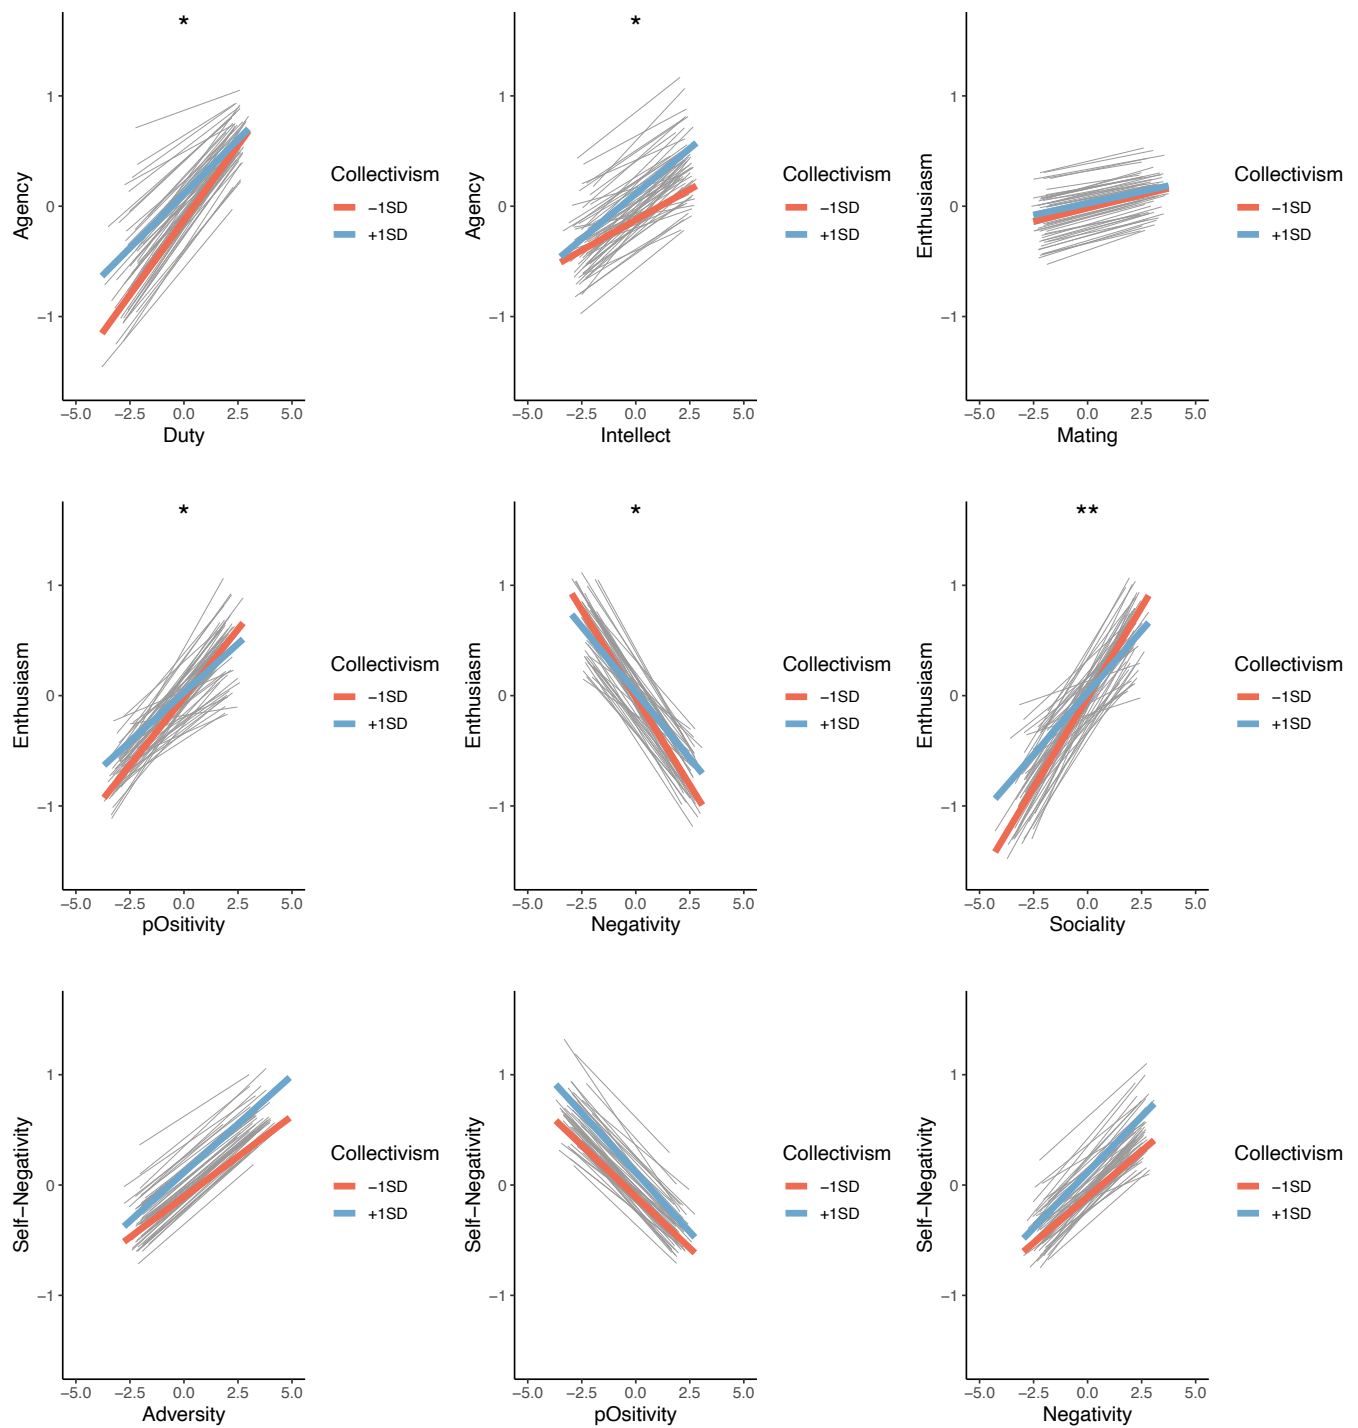 *
1
0
−1
Agency
−5.0 −2.5 0.0 2.5 5.0
Duty
Collectivism
−1SD
+1SD
*
1
0
−1
Agency
−5.0 −2.5 0.0 2.5 5.0
Intellect
Collectivism
−1SD
+1SD
1
0
−1
Enthusiasm
−5.0 −2.5 0.0 2.5 5.0
Mating
Collectivism
−1SD
+1SD
*
1
0
−1
Enthusiasm
−5.0 −2.5 0.0 2.5 5.0
pOsitivity
Collectivism
−1SD
+1SD
*
1
0
−1
Enthusiasm
−5.0 −2.5 0.0 2.5 5.0
Negativity
Collectivism
−1SD
+1SD
**
1
0
−1
Enthusiasm
−5.0 −2.5 0.0 2.5 5.0
Sociality
Collectivism
−1SD
+1SD
1
0
−1
Self−Negativity
−5.0 −2.5 0.0 2.5 5.0
Adversity
Collectivism
−1SD
+1SD
1
0
−1
Self−Negativity
−5.0 −2.5 0.0 2.5 5.0
pOsitivity
Collectivism
−1SD
+1SD
1
0
−1
Self−Negativity
−5.0 −2.5 0.0 2.5 5.0
Negativity
Collectivism
−1SD
+1SD